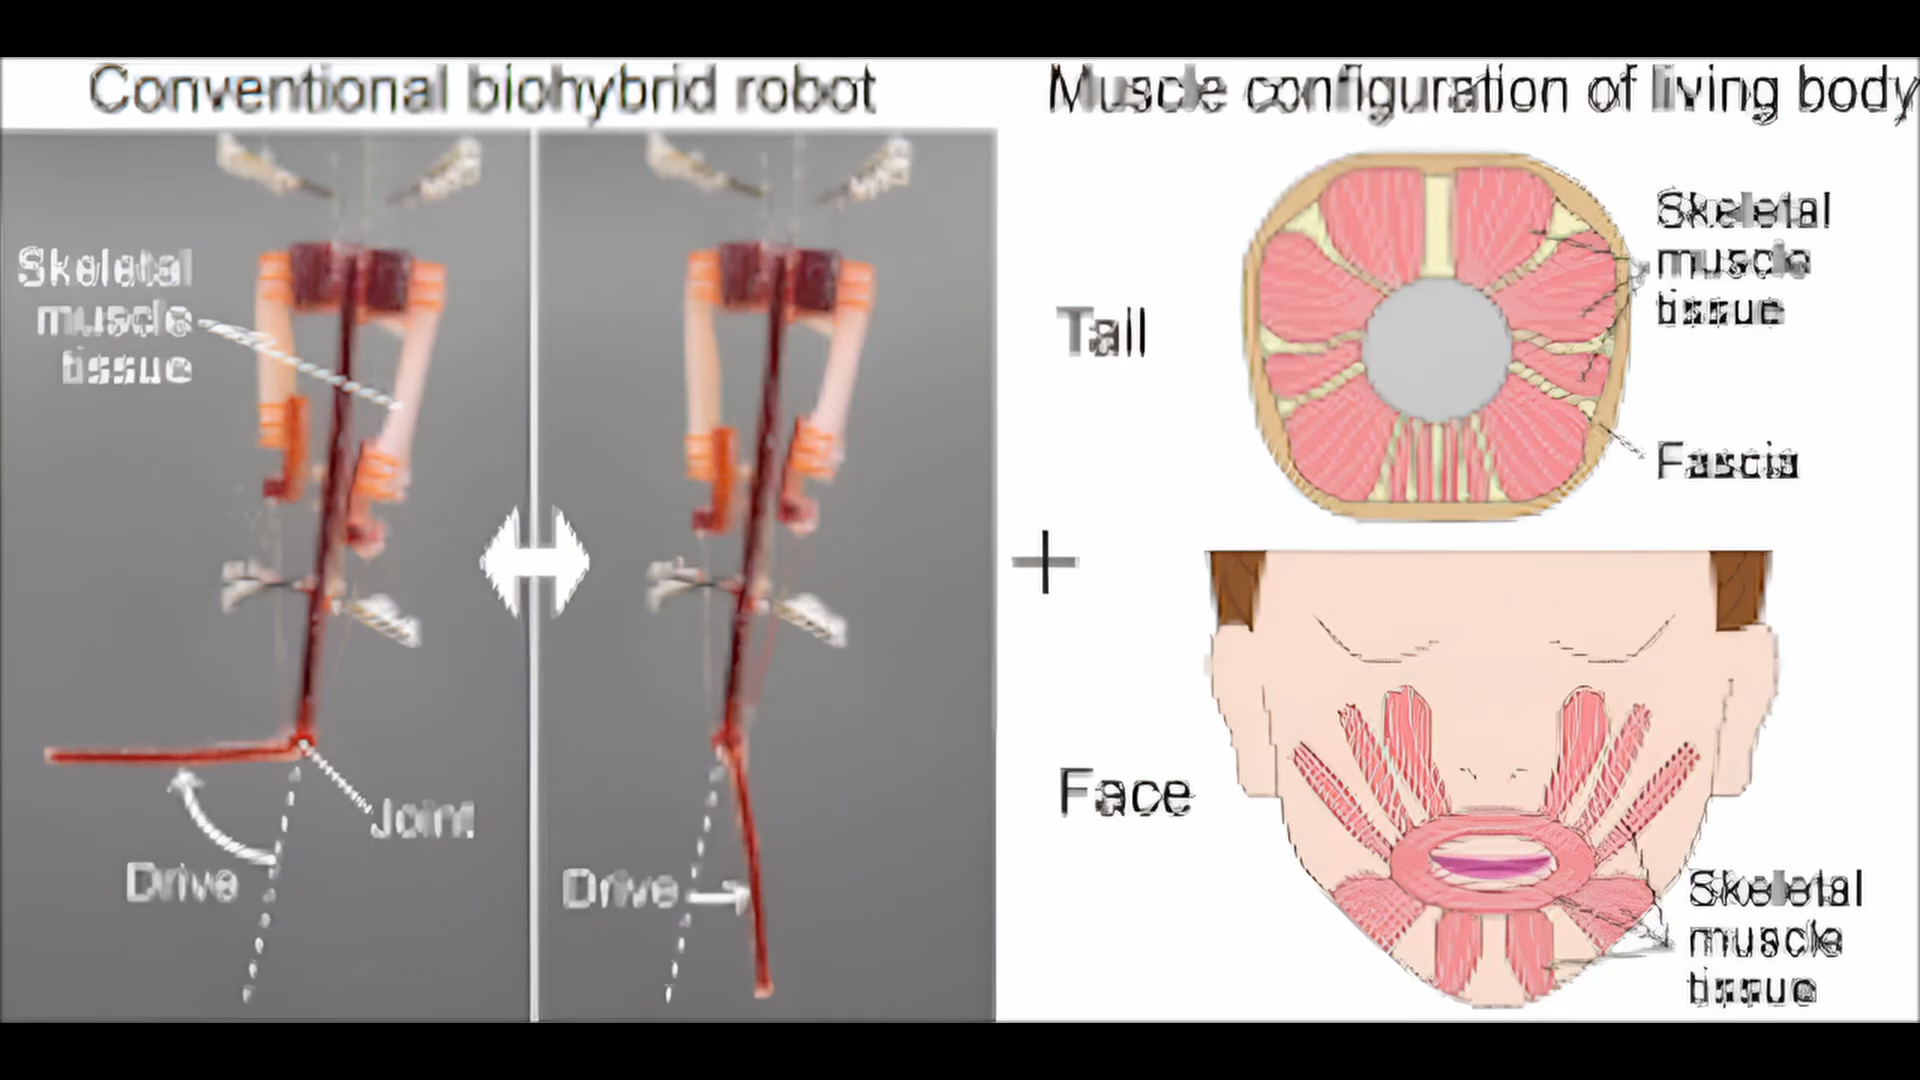 Conventional biohybrid robot
Muscle configuration of living body
Skeletal
muscle
tissue
Joint
Drive
Drive
Tail
Skeletal
muscle
tissue
Fascia
+
Face
Skeletal
muscle
tissue